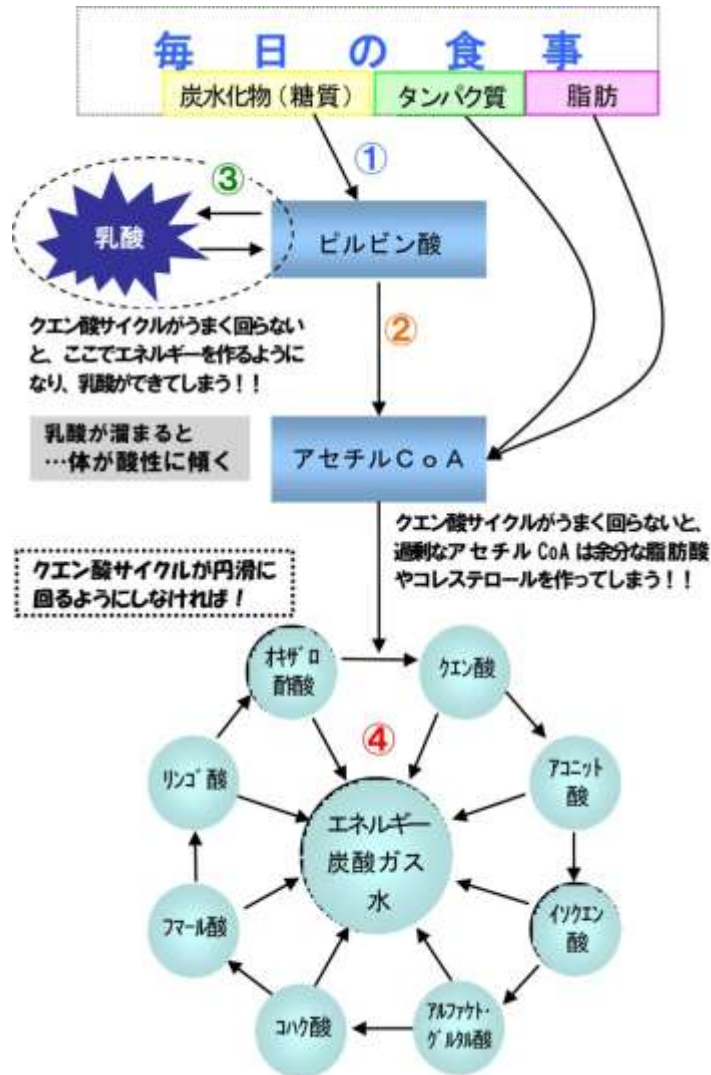 毎日の食事
炭水化物（糖質）
タンパク質
脂肪
①
③
乳酸
ピルビン酸
クエン酸サイクルがうまく回らない
と、ここでエネルギーを作るように
なり、乳酸ができてしまう！！
②
乳酸が溜まると
…体が酸性に傾く
アセチルＣｏＡ
クエン酸サイクルがうまく回らないと、
過剰なアセチルCoAは余分な脂肪酸
やコレステロールを作ってしまう！！
クエン酸サイクルが円滑に
回るようにしなければ！
オキザロ
酢酸
クエン酸
④
リンゴ酸
アコニット
酸
エネルギー
炭酸ガス
水
フマール酸
イソクエン
酸
コハク酸
アルファケト・
グルタル酸